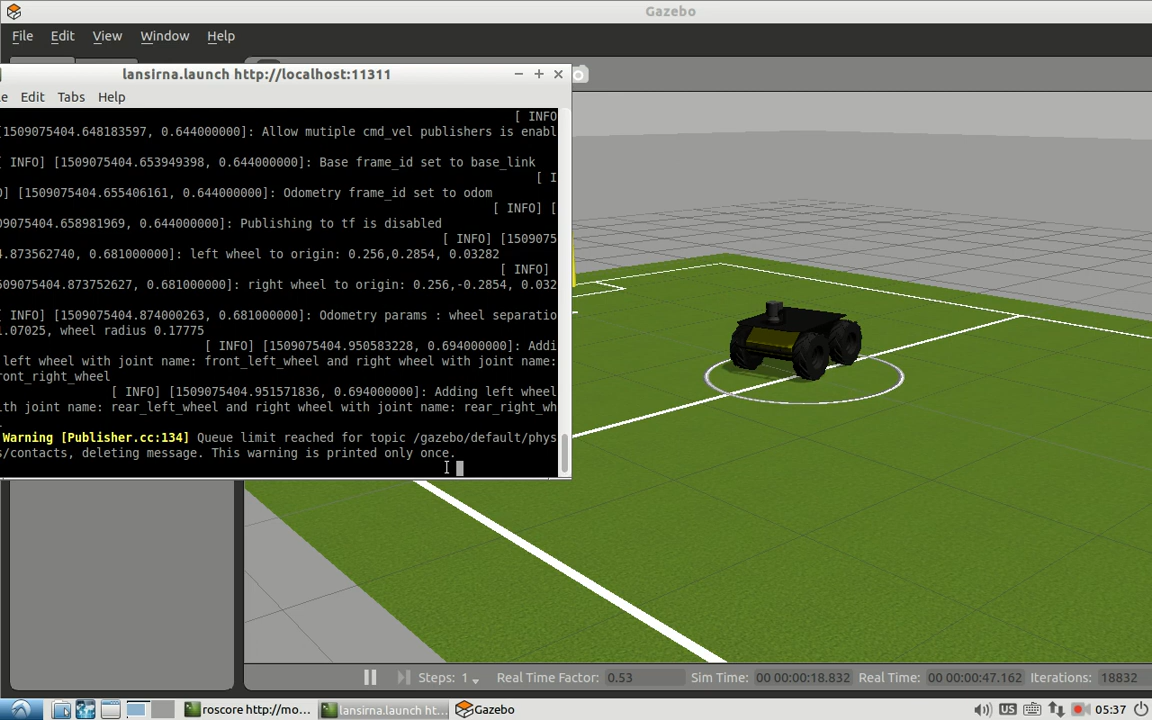 Gazebo
File Edit View Window Help
lansirna.launch http://localhost:11311
Edit Tabs Help
[ INFO
[1509075404.648183597, 0.644000000]: Allow mutiple cmd_vel publishers is enabl
[ INFO] [1509075404.653949398, 0.644000000]: Base frame_id set to base_link
[ I
O] [1509075404.655406161, 0.644000000]: Odometry frame_id set to odom
[ INFO] [
09075404.658981969, 0.644000000]: Publishing to tf is disabled
[ INFO] [1509075
4.873562740, 0.681000000]: left wheel to origin: 0.256,0.2854, 0.03282
[ INFO]
509075404.873752627, 0.681000000]: right wheel to origin: 0.256,-0.2854, 0.032
[ INFO] [1509075404.874000263, 0.681000000]: Odometry params : wheel separatio
1.07025, wheel radius 0.17775
[ INFO] [1509075404.950583228, 0.694000000]: Addi
left wheel with joint name: front_left_wheel and right wheel with joint name:
ront_right_wheel
[ INFO] [1509075404.951571836, 0.694000000]: Adding left wheel
th joint name: rear_left_wheel and right wheel with joint name: rear_right_wh
Warning [Publisher.cc:134] Queue limit reached for topic /gazebo/default/phys
s/contacts, deleting message. This warning is printed only once.
Steps: 1 Real Time Factor: 0.53 Sim Time: 00 00:00:18.832 Real Time: 00 00:00:47.162 Iterations: 18832
roscore http://mo... lansirna.launch ht... Gazebo US 05:37